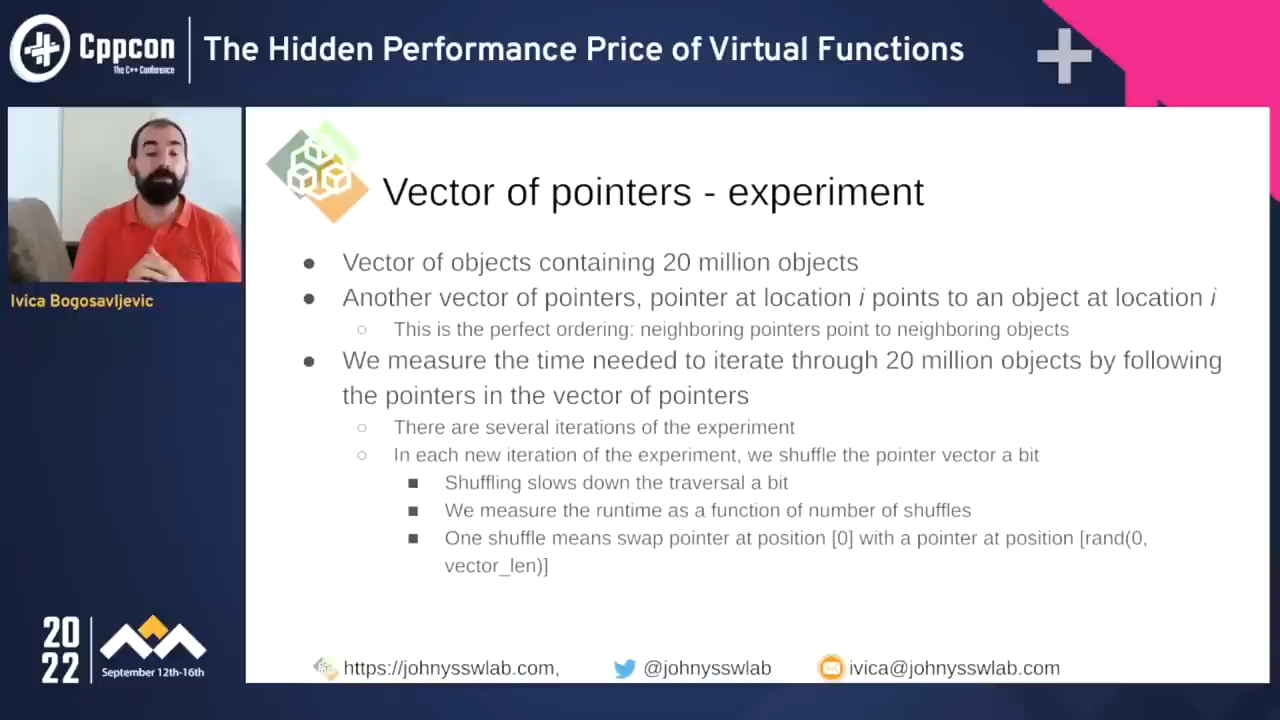 Cppcon
The C++ Conference
The Hidden Performance Price of Virtual Functions
Ivica Bogosavljevic
Vector of pointers - experiment
● Vector of objects containing 20 million objects
● Another vector of pointers, pointer at location i points to an object at location i
○ This is the perfect ordering: neighboring pointers point to neighboring objects
● We measure the time needed to iterate through 20 million objects by following
the pointers in the vector of pointers
○ There are several iterations of the experiment
○ In each new iteration of the experiment, we shuffle the pointer vector a bit
■ Shuffling slows down the traversal a bit
■ We measure the runtime as a function of number of shuffles
■ One shuffle means swap pointer at position [0] with a pointer at position [rand(0,
vector_len)]
20
22
September 12th-16th
https://johnysswlab.com, @johnysswlab ivica@johnysswlab.com